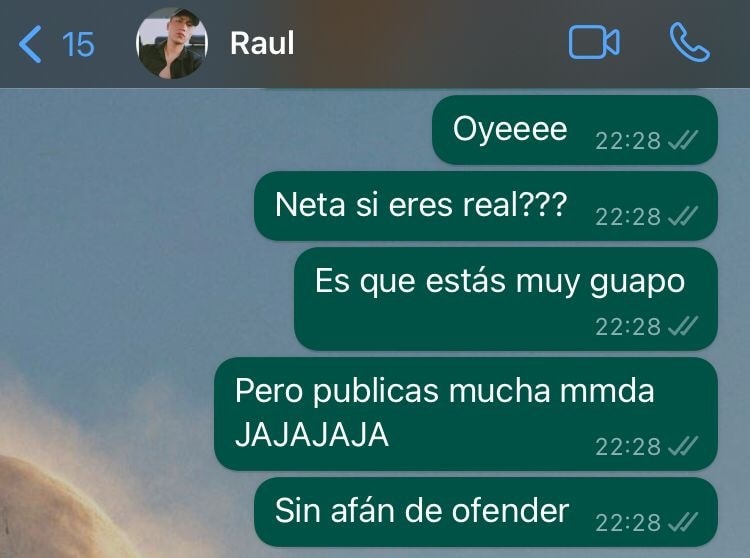 15 Raul
Oyeeee 22:28
Neta si eres real??? 22:28
Es que estás muy guapo
22:28
Pero publicas mucha mmda
JAJAJAJA 22:28
Sin afán de ofender 22:28